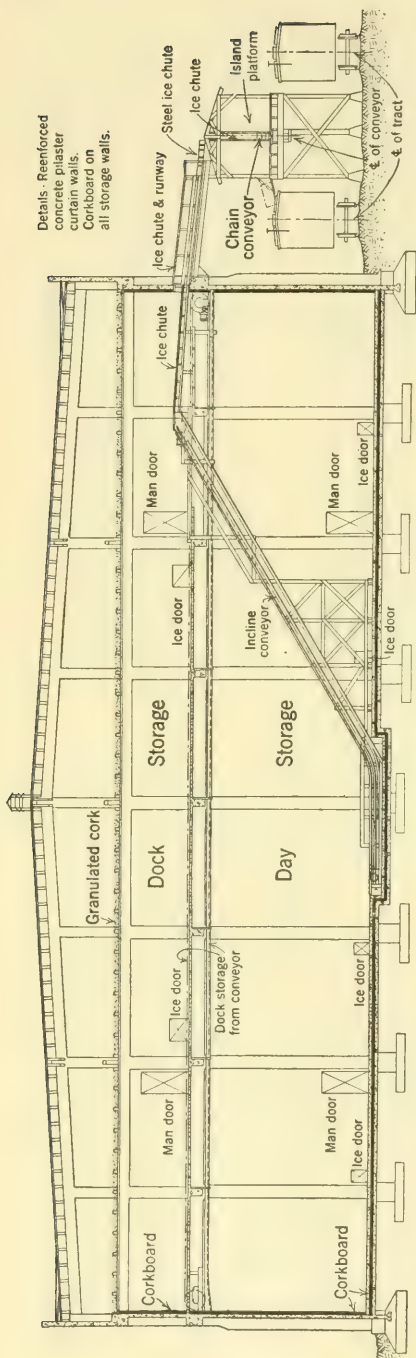 Details - Reenforced
concrete pilaster
curtain walls.
Corkboard on
all storage walls.
Granulated cork
Corkboard
Man door
Ice door
Dock
Storage
Ice door
Man door
Ice chute
Ice chute & runway
Steel ice chute
Ice chute
Island
platform
Chain
conveyor
℄ of conveyor
℄ of tract
Dock storage
from conveyor
Day
Storage
Incline
conveyor
Corkboard
Man door
Ice door
Ice door
Ice door
Man door
Ice door